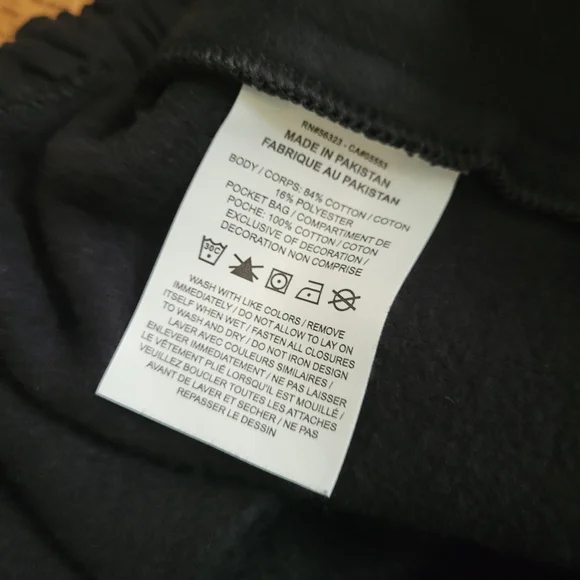 RN#56323 - CA#05553
MADE IN PAKISTAN
FABRIQUE AU PAKISTAN
BODY / CORPS: 84% COTTON / COTON
16% POLYESTER
POCKET BAG / COMPARTIMENT DE
POCHE: 100% COTTON / COTON
EXCLUSIVE OF DECORATION /
DECORATION NON COMPRISE
30C
WASH WITH LIKE COLORS / REMOVE
IMMEDIATELY / DO NOT ALLOW TO LAY ON
ITSELF WHEN WET / FASTEN ALL CLOSURES
TO WASH AND DRY / DO NOT IRON DESIGN
LAVER AVEC COULEURS SIMILAIRES /
ENLEVER IMMEDIATEMENT / NE PAS LAISSER
LE VÊTEMENT PLIÉ LORSQU'IL EST MOUILLÉ /
VEUILLEZ BOUCLER TOUTES LES ATTACHES
AVANT DE LAVER ET SECHER / NE PAS
REPASSER LE DESSIN